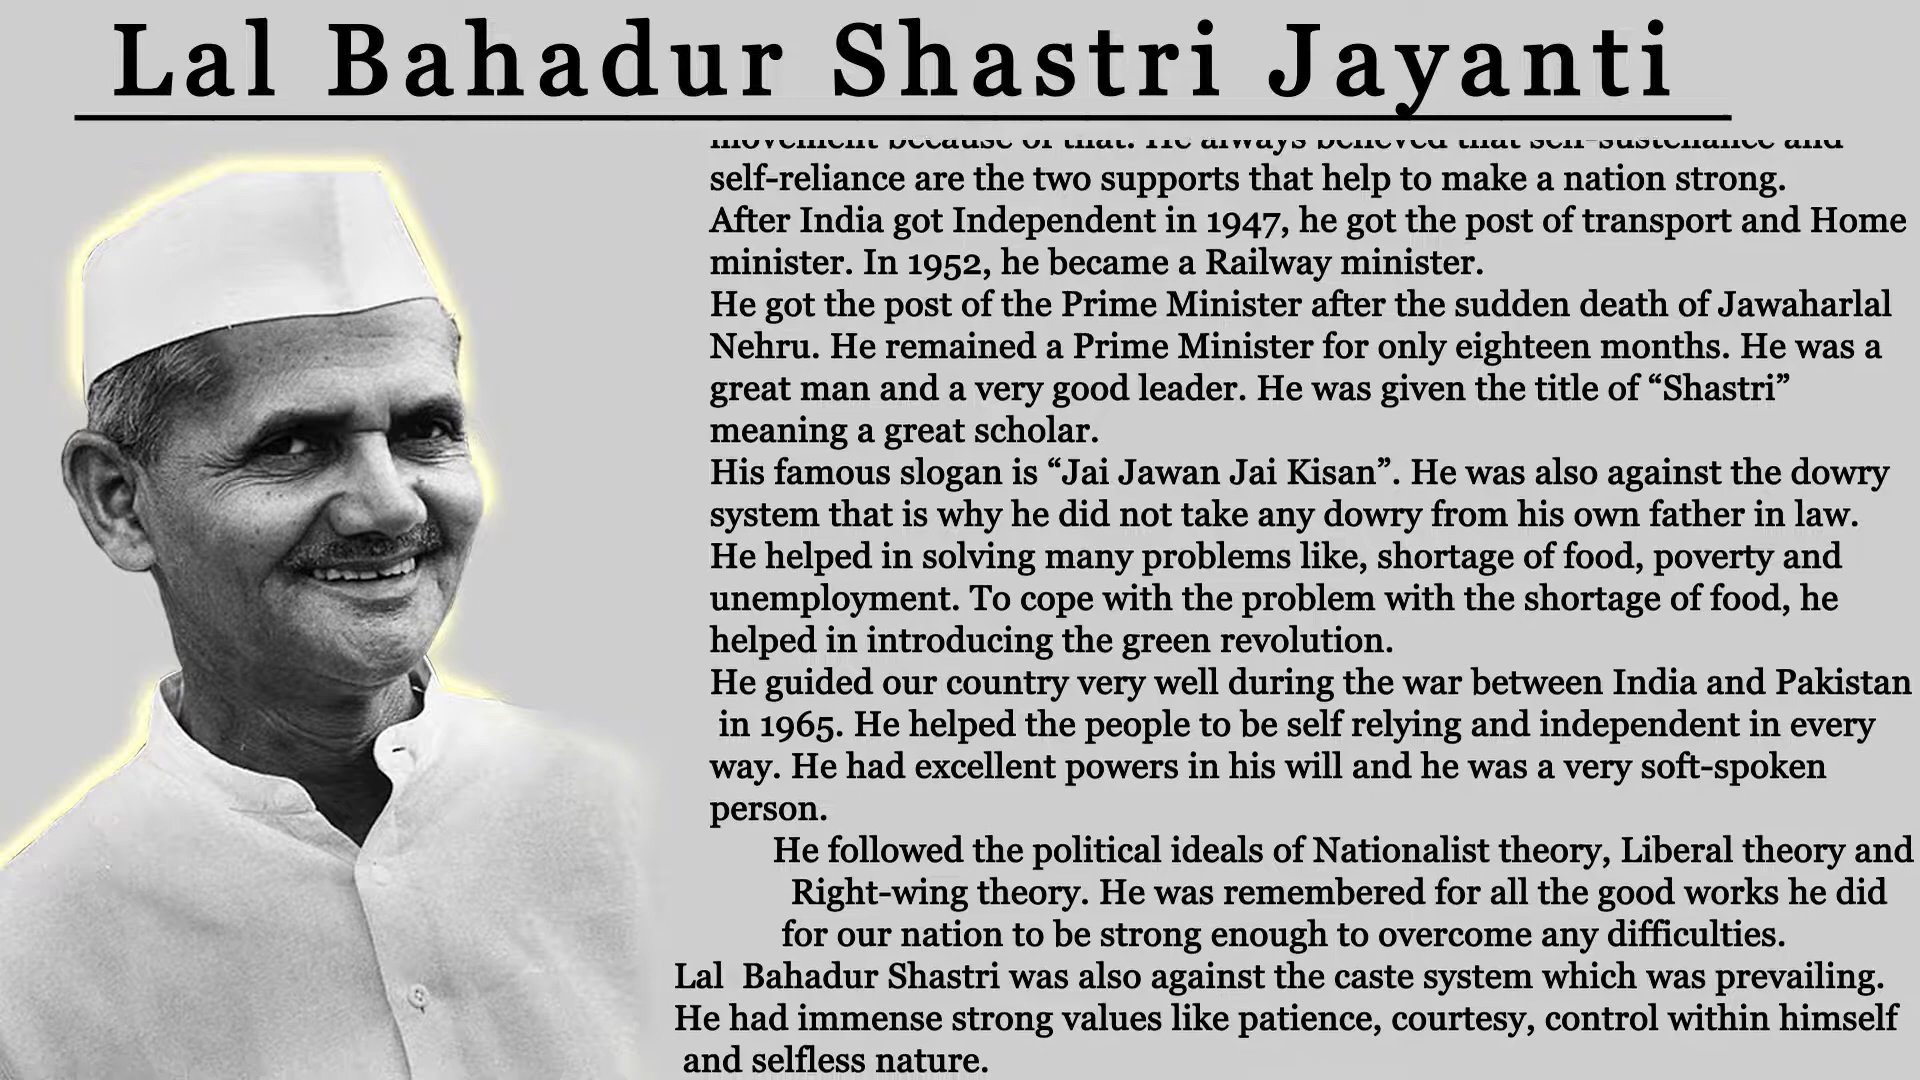 Lal Bahadur Shastri Jayanti
movement because of that. He always believed that self-sustenance and
self-reliance are the two supports that help to make a nation strong.
After India got Independent in 1947, he got the post of transport and Home
minister. In 1952, he became a Railway minister.
He got the post of the Prime Minister after the sudden death of Jawaharlal
Nehru. He remained a Prime Minister for only eighteen months. He was a
great man and a very good leader. He was given the title of “Shastri”
meaning a great scholar.
His famous slogan is “Jai Jawan Jai Kisan”. He was also against the dowry
system that is why he did not take any dowry from his own father in law.
He helped in solving many problems like, shortage of food, poverty and
unemployment. To cope with the problem with the shortage of food, he
helped in introducing the green revolution.
He guided our country very well during the war between India and Pakistan
in 1965. He helped the people to be self relying and independent in every
way. He had excellent powers in his will and he was a very soft-spoken
person.
He followed the political ideals of Nationalist theory, Liberal theory and
Right-wing theory. He was remembered for all the good works he did
for our nation to be strong enough to overcome any difficulties.
Lal Bahadur Shastri was also against the caste system which was prevailing.
He had immense strong values like patience, courtesy, control within himself
and selfless nature.